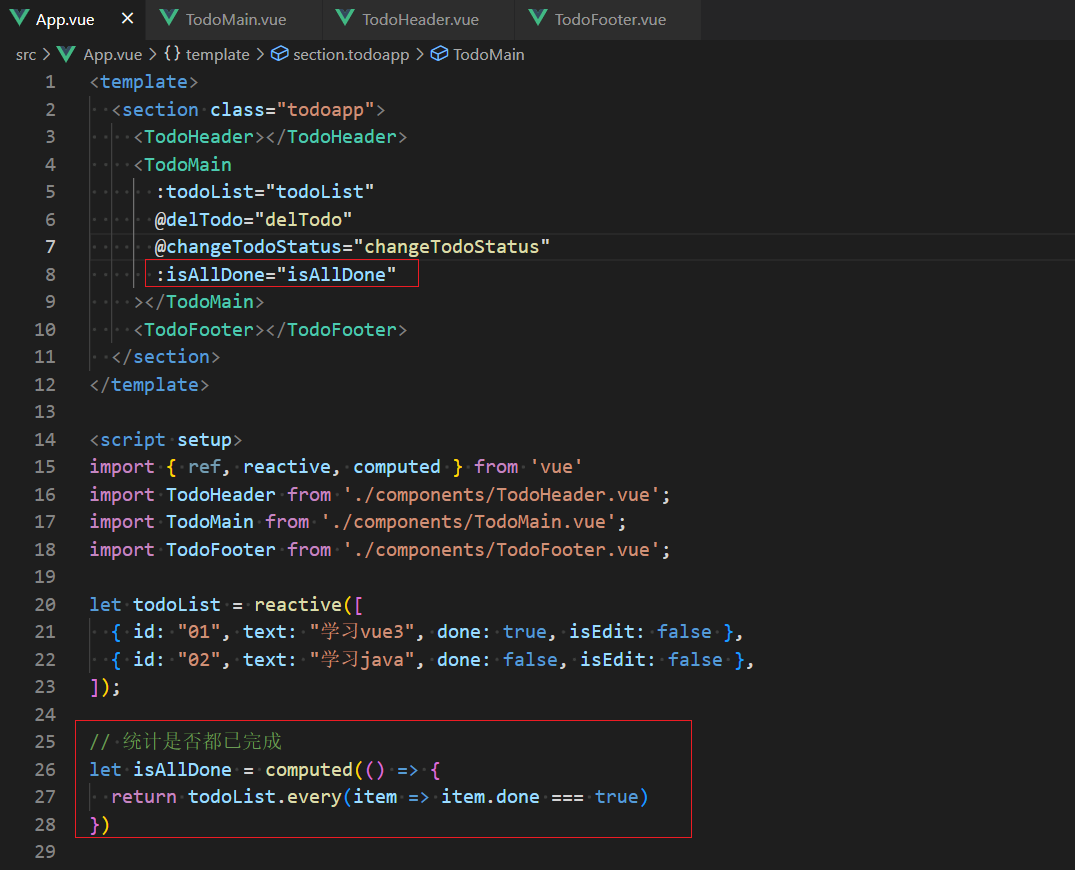 App.vue × TodoMain.vue TodoHeader.vue TodoFooter.vue
src > App.vue > {} template > section.todoapp > TodoMain
1 <template>
2 <section class="todoapp">
3 <TodoHeader></TodoHeader>
4 <TodoMain
5 :todoList="todoList"
6 @delTodo="delTodo"
7 @changeTodoStatus="changeTodoStatus"
8 :isAllDone="isAllDone"
9 ></TodoMain>
10 <TodoFooter></TodoFooter>
11 </section>
12 </template>
13
14 <script setup>
15 import { ref, reactive, computed } from 'vue'
16 import TodoHeader from './components/TodoHeader.vue';
17 import TodoMain from './components/TodoMain.vue';
18 import TodoFooter from './components/TodoFooter.vue';
19
20 let todoList = reactive([
21 { id: "01", text: "学习vue3", done: true, isEdit: false },
22 { id: "02", text: "学习java", done: false, isEdit: false },
23 ]);
24
25 // 统计是否都已完成
26 let isAllDone = computed(() => {
27 return todoList.every(item => item.done === true)
28 })
29